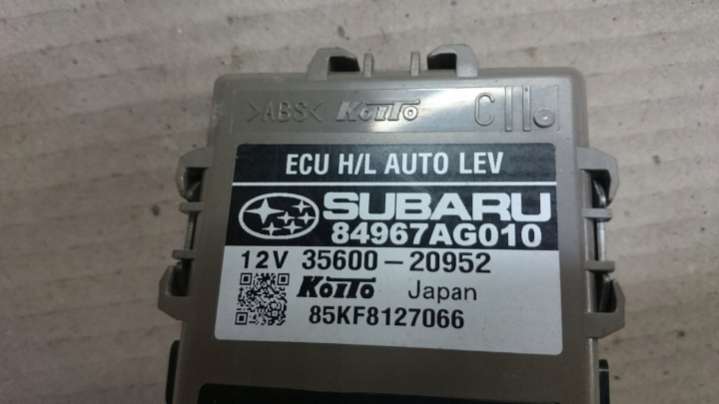 >ABS< KOITO C
ECU H/L AUTO LEV
SUBARU
84967AG010
12V 35600-20952
KOITO Japan
85KF8127066